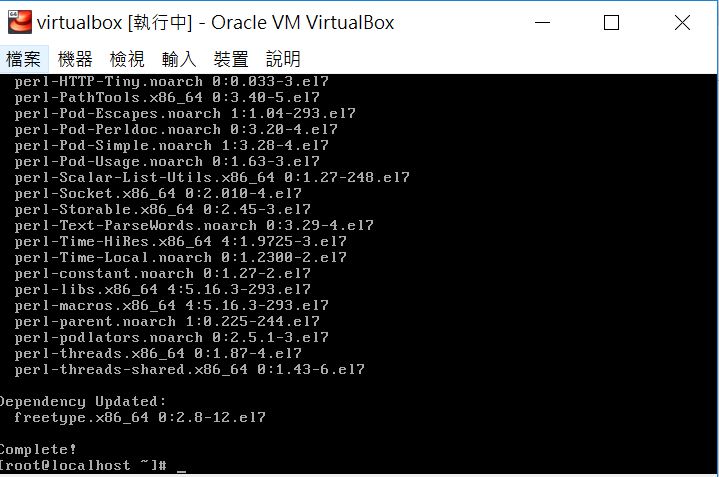 64
virtualbox [執行中] - Oracle VM VirtualBox
檔案 機器 檢視 輸入 裝置 說明
perl-HTTP-Tiny.noarch 0:0.033-3.el7
perl-PathTools.x86_64 0:3.40-5.el7
perl-Pod-Escapes.noarch 1:1.04-293.el7
perl-Pod-Perldoc.noarch 0:3.20-4.el7
perl-Pod-Simple.noarch 1:3.28-4.el7
perl-Pod-Usage.noarch 0:1.63-3.el7
perl-Scalar-List-Utils.x86_64 0:1.27-248.el7
perl-Socket.x86_64 0:2.010-4.el7
perl-Storable.x86_64 0:2.45-3.el7
perl-Text-ParseWords.noarch 0:3.29-4.el7
perl-Time-HiRes.x86_64 4:1.9725-3.el7
perl-Time-Local.noarch 0:1.2300-2.el7
perl-constant.noarch 0:1.27-2.el7
perl-libs.x86_64 4:5.16.3-293.el7
perl-macros.x86_64 4:5.16.3-293.el7
perl-parent.noarch 1:0.225-244.el7
perl-podlators.noarch 0:2.5.1-3.el7
perl-threads.x86_64 0:1.87-4.el7
perl-threads-shared.x86_64 0:1.43-6.el7
Dependency Updated:
freetype.x86_64 0:2.8-12.el7
Complete!
[root@localhost ~]# _